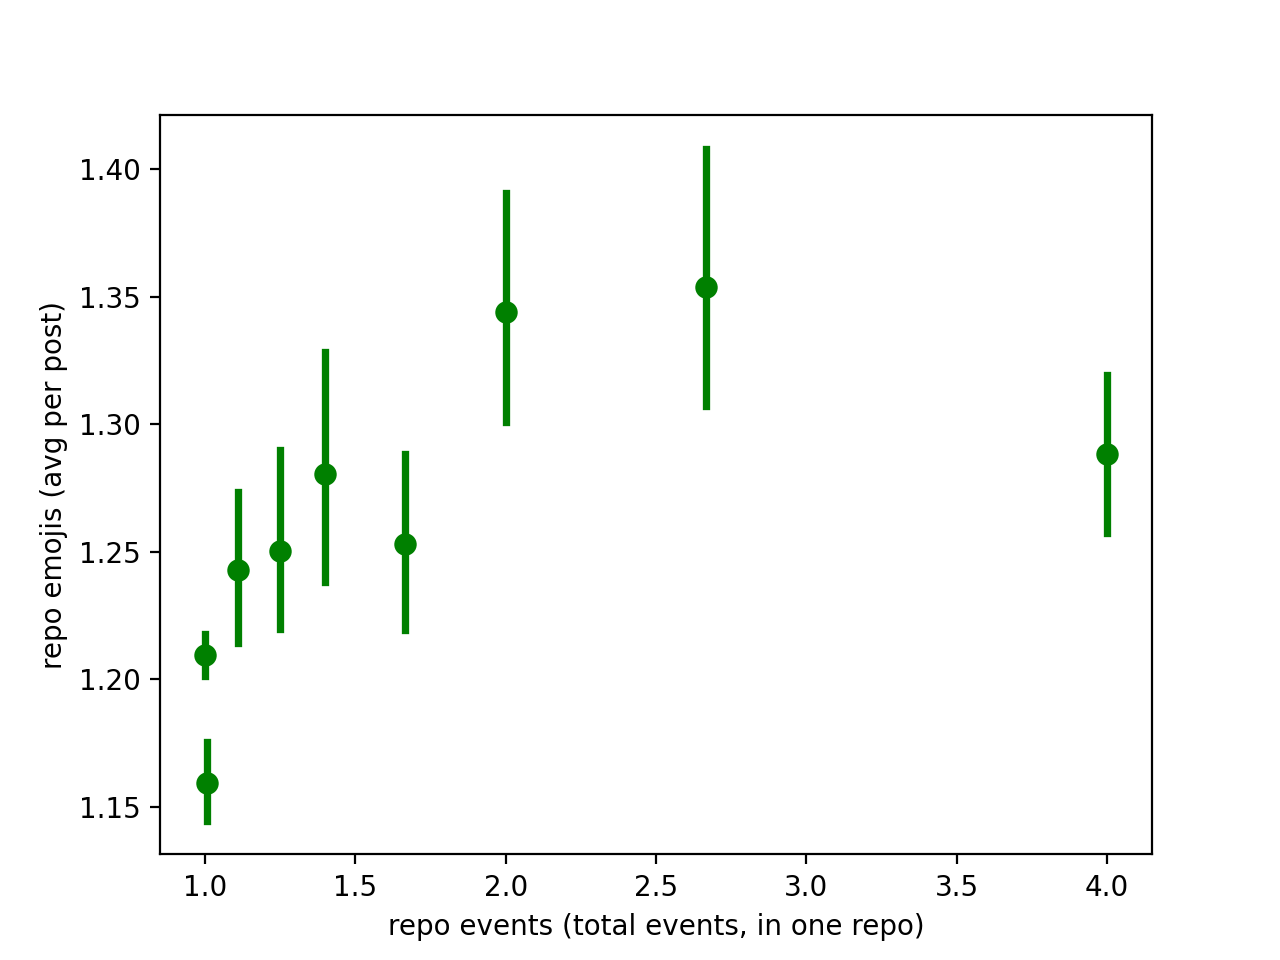 1.40
1.35
1.30
1.25
1.20
1.15
repo emojis (avg per post)
1.0 1.5 2.0 2.5 3.0 3.5 4.0
repo events (total events, in one repo)